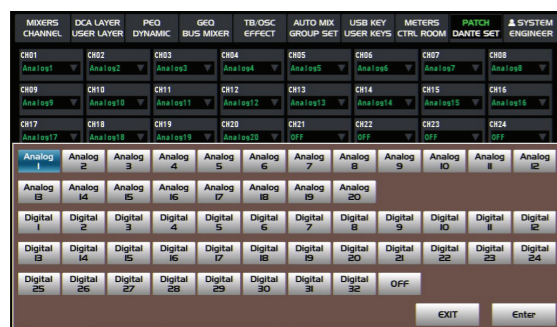 MIXERS DCA LAYER PEQ GEQ TB/OSC AUTO MIX USB KEY METERS PATCH SYSTEM
CHANNEL USER LAYER DYNAMIC BUS MIXER EFFECT GROUP SET USER KEYS CTRL ROOM DANTE SET ENGINEER
CH01 CH02 CH03 CH04 CH05 CH06 CH07 CH08
Analog1 Analog2 Analog3 Analog4 Analog5 Analog6 Analog7 Analog8
CH09 CH10 CH11 CH12 CH13 CH14 CH15 CH16
Analog9 Analog10 Analog11 Analog12 Analog13 Analog14 Analog15 Analog16
CH17 CH18 CH19 CH20 CH21 CH22 CH23 CH24
Analog17 Analog18 Analog19 Analog20 OFF OFF OFF OFF
Analog Analog Analog Analog Analog Analog Analog Analog Analog Analog Analog Analog
1 2 3 4 5 6 7 8 9 10 11 12
Analog Analog Analog Analog Analog Analog Analog Analog
13 14 15 16 17 18 19 20
Digital Digital Digital Digital Digital Digital Digital Digital Digital Digital Digital Digital
1 2 3 4 5 6 7 8 9 10 11 12
Digital Digital Digital Digital Digital Digital Digital Digital Digital Digital Digital Digital
13 14 15 16 17 18 19 20 21 22 23 24
Digital Digital Digital Digital Digital Digital Digital Digital OFF
25 26 27 28 29 30 31 32
EXIT Enter